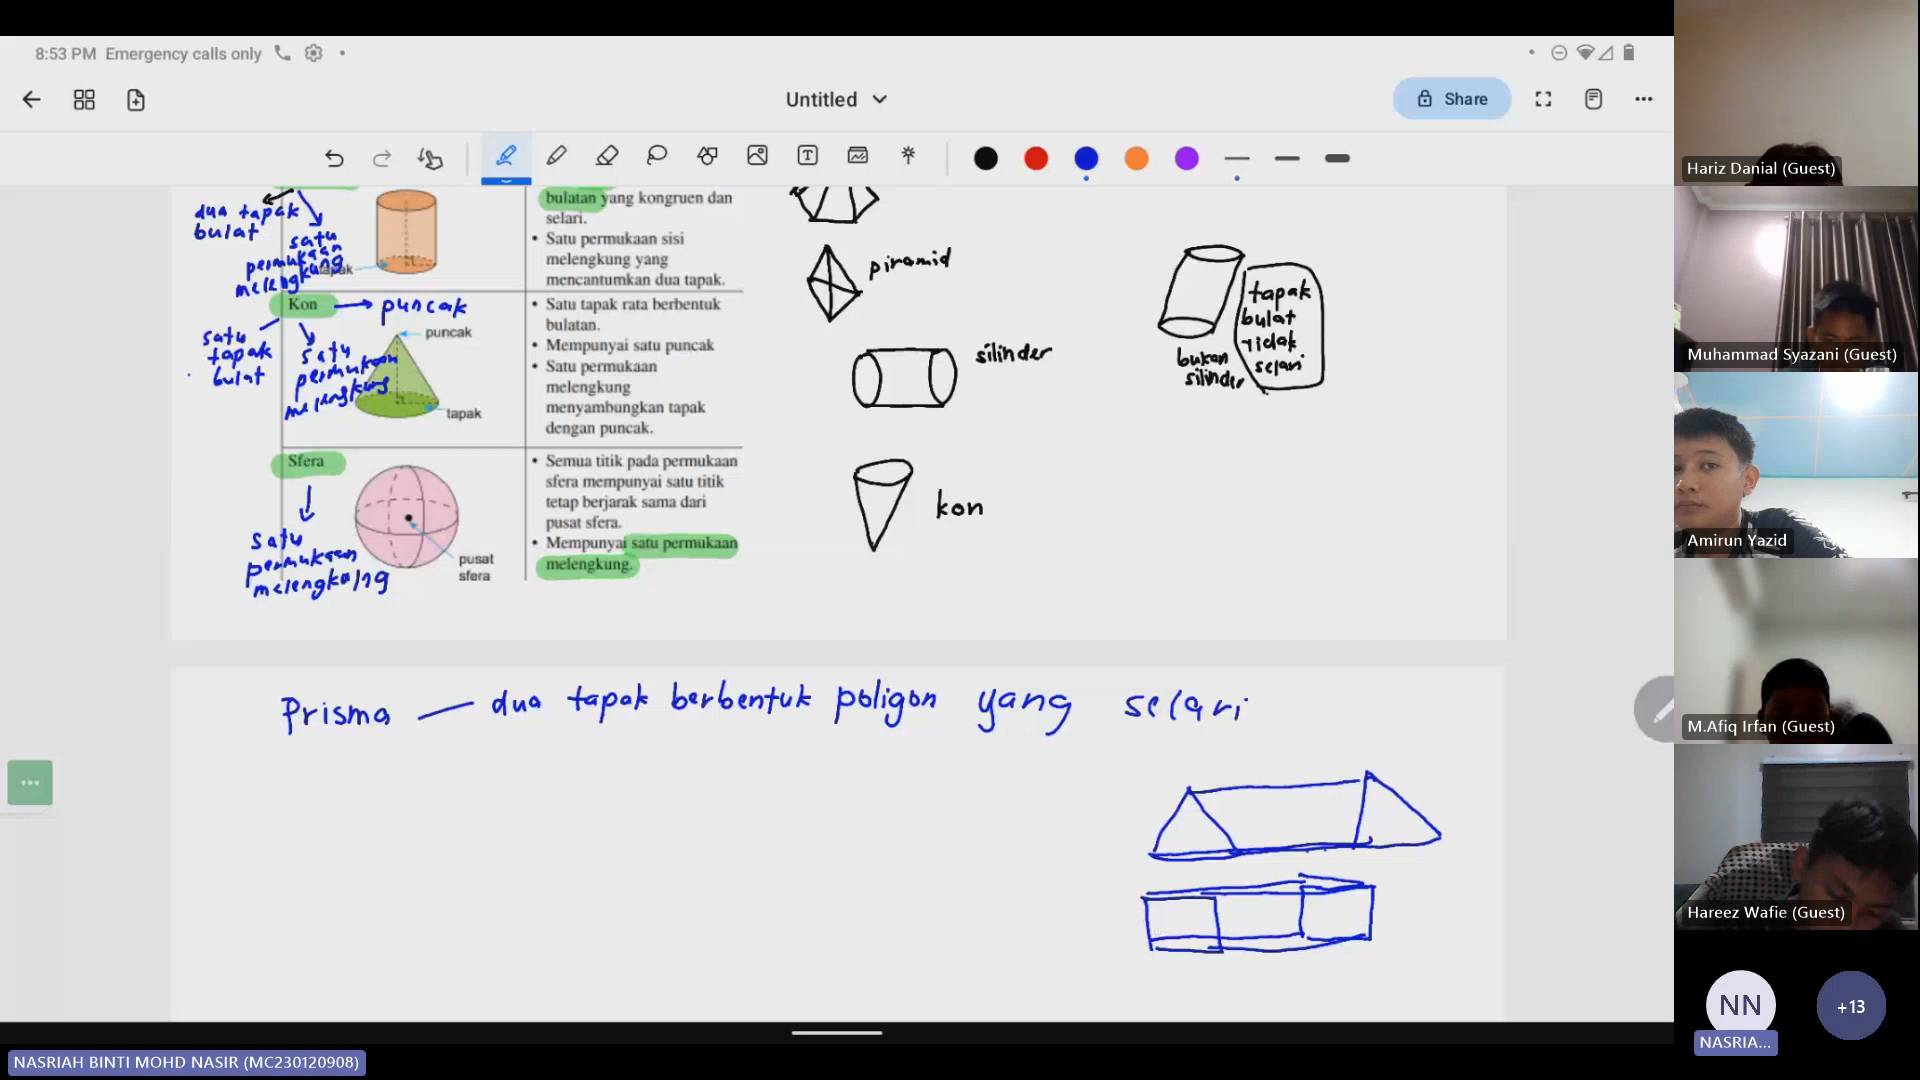 8:53 PM Emergency calls only
Untitled
Share
dua tapak
bulat
satu
permukaan
melengkung
tapak
bulatan yang kongruen dan
selari.
• Satu permukaan sisi
melengkung yang
mencantumkan dua tapak.
Kon
puncak
satu
tapak
bulat
satu
permukaan
melengkung
puncak
tapak
• Satu tapak rata berbentuk
bulatan.
• Mempunyai satu puncak
• Satu permukaan
melengkung
menyambungkan tapak
dengan puncak.
Sfera
satu
permukaan
melengkung
pusat
sfera
• Semua titik pada permukaan
sfera mempunyai satu titik
tetap berjarak sama dari
pusat sfera.
• Mempunyai satu permukaan
melengkung.
piramid
silinder
kon
bukan
silinder
tapak
bulat
tidak
selari
Prisma — dua tapak berbentuk poligon yang selari
Hariz Danial (Guest)
Muhammad Syazani (Guest)
Amirun Yazid
M.Afiq Irfan (Guest)
Hareez Wafie (Guest)
NN
NASRIA...
+13
NASRIAH BINTI MOHD NASIR (MC230120908)